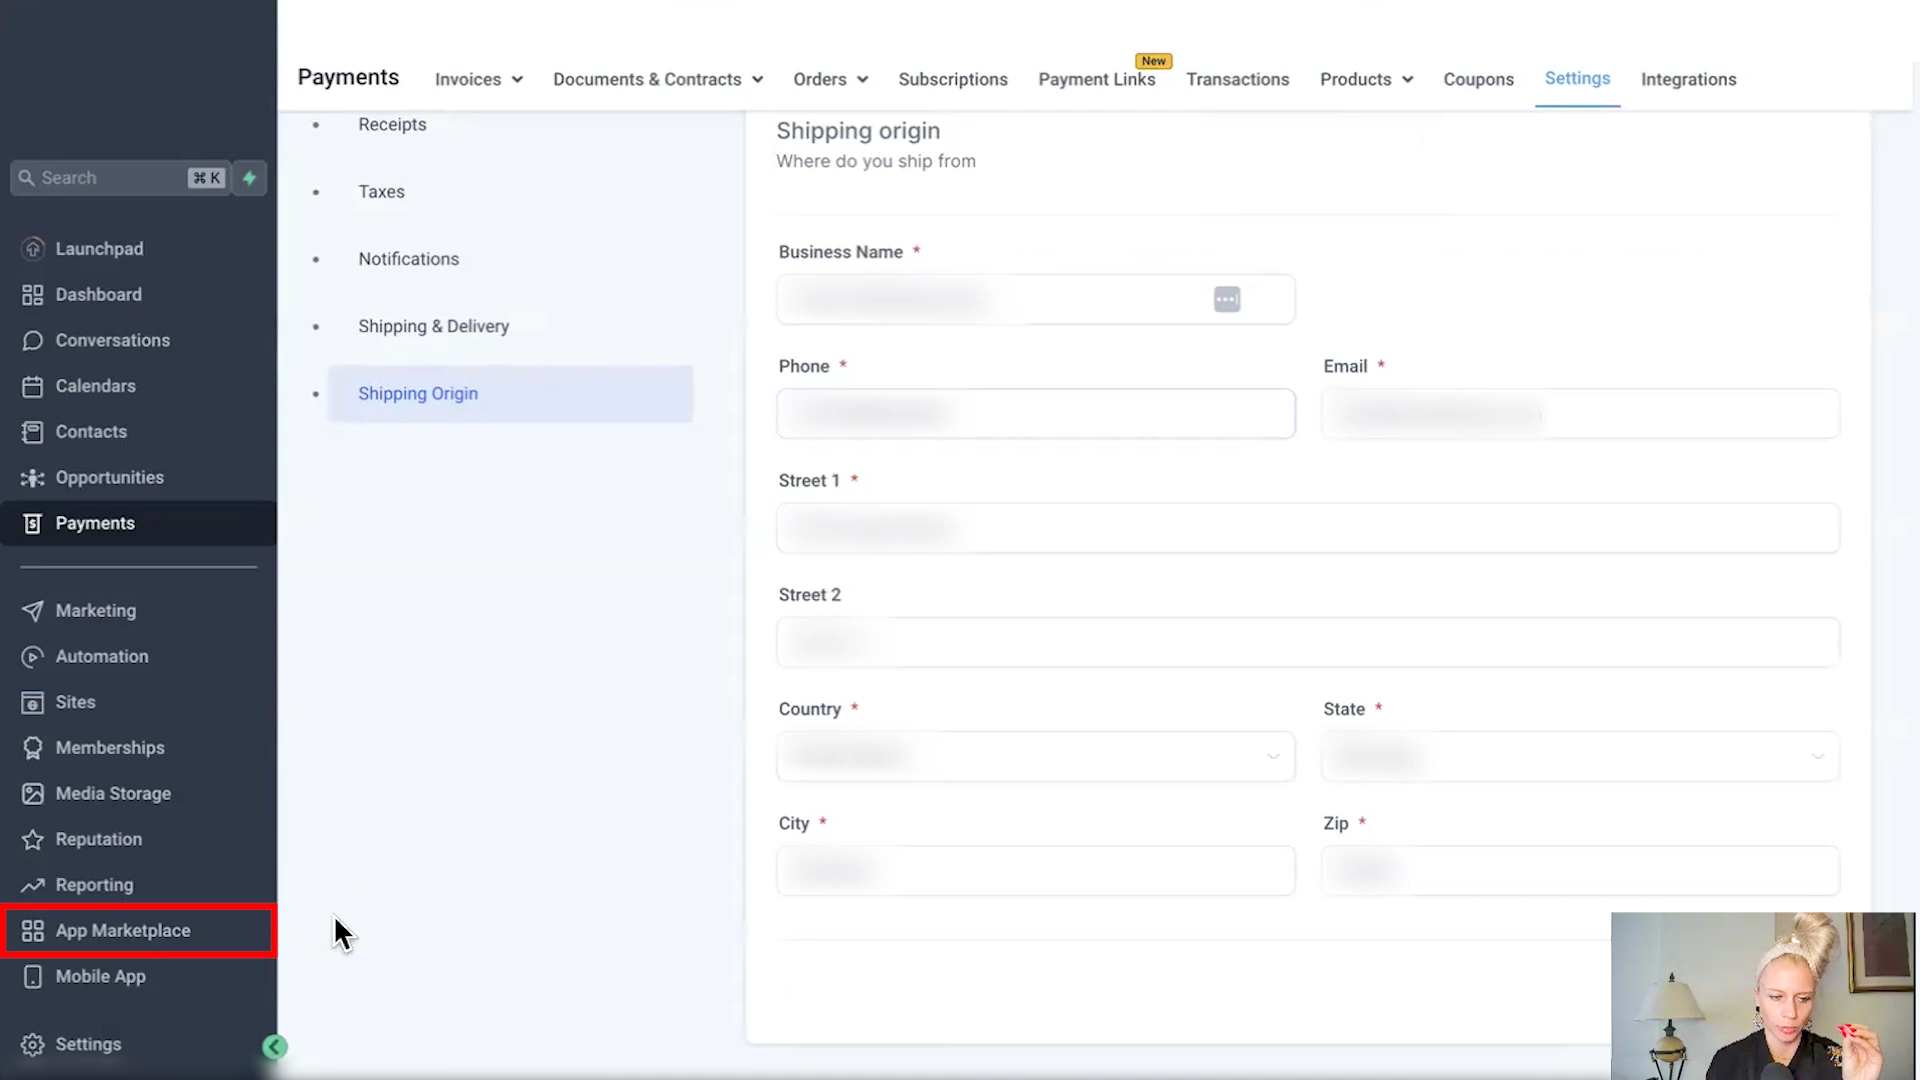 Payments
Invoices
Documents & Contracts
Orders
Subscriptions
Payment Links
New
Transactions
Products
Coupons
Settings
Integrations
Search
⌘ K
Launchpad
Dashboard
Conversations
Calendars
Contacts
Opportunities
Payments
Marketing
Automation
Sites
Memberships
Media Storage
Reputation
Reporting
App Marketplace
Mobile App
Settings
Receipts
Taxes
Notifications
Shipping & Delivery
Shipping Origin
Shipping origin
Where do you ship from
Business Name *
Phone *
Email *
Street 1 *
Street 2
Country *
State *
City *
Zip *